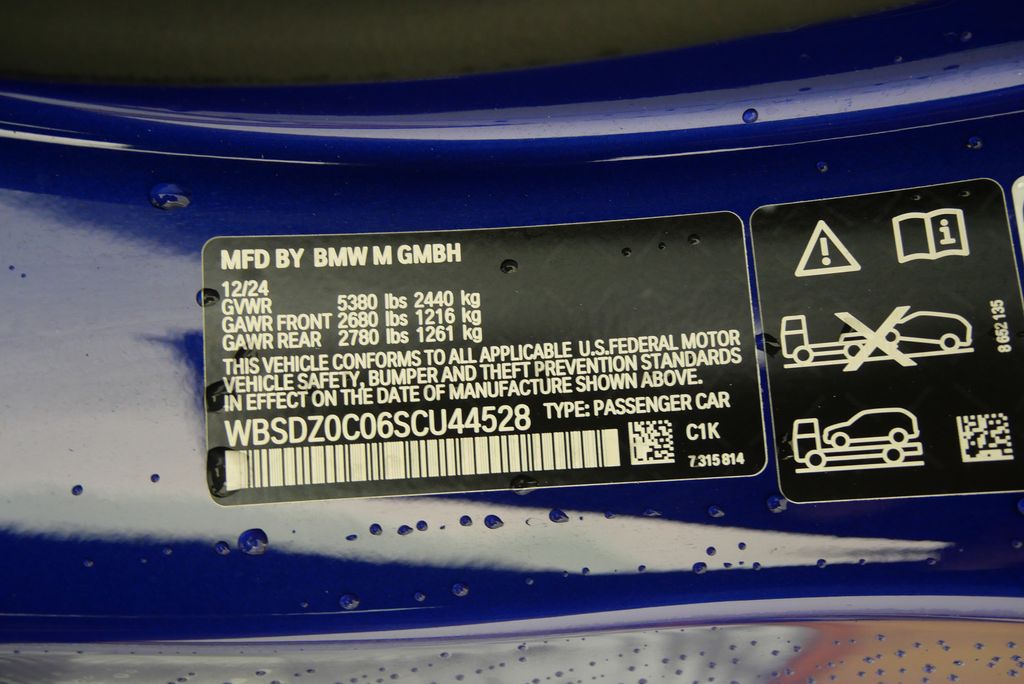 MFD BY BMW M GMBH
12/24
GVWR 5380 lbs 2440 kg
GAWR FRONT 2680 lbs 1216 kg
GAWR REAR 2780 lbs 1261 kg
THIS VEHICLE CONFORMS TO ALL APPLICABLE U.S.FEDERAL MOTOR
VEHICLE SAFETY, BUMPER AND THEFT PREVENTION STANDARDS
IN EFFECT ON THE DATE OF MANUFACTURE SHOWN ABOVE.
WBSDZ0C06SCU44528 TYPE: PASSENGER CAR
C1K
7 315 814
8 662 135